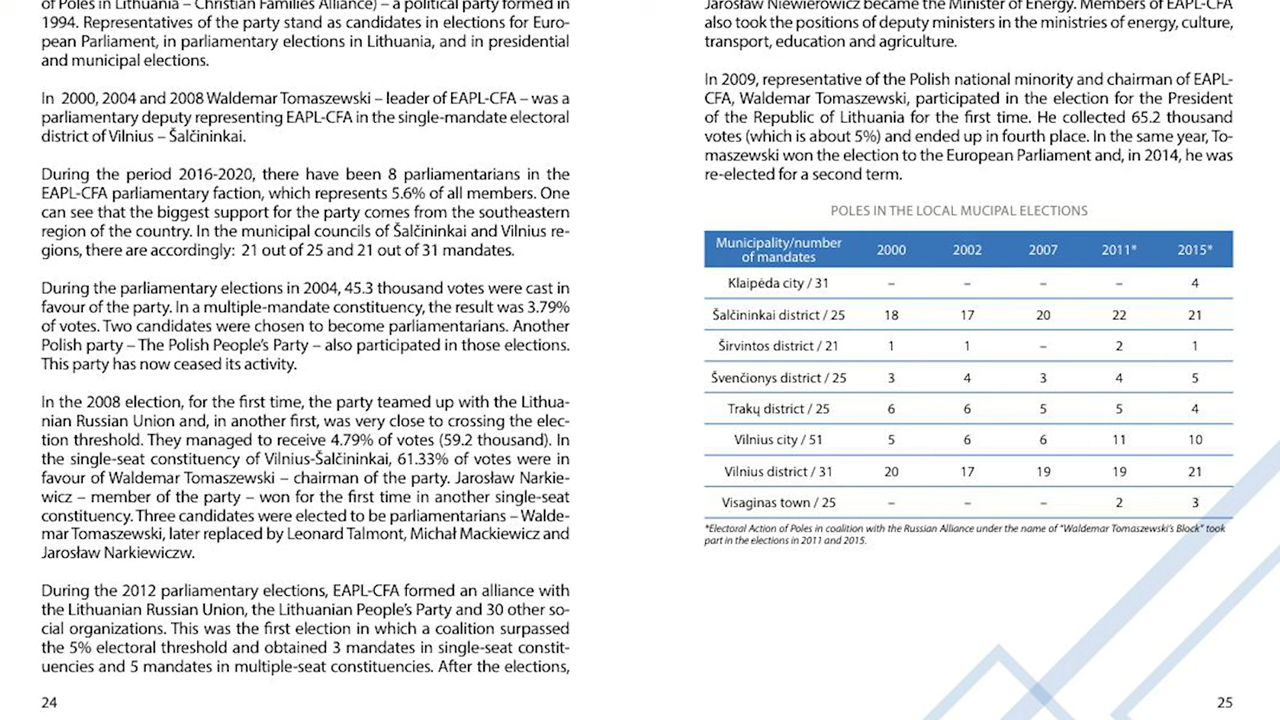 of Poles in Lithuania – Christian Families Alliance) – a political party formed in
1994. Representatives of the party stand as candidates in elections for Euro-
pean Parliament, in parliamentary elections in Lithuania, and in presidential
and municipal elections.
In 2000, 2004 and 2008 Waldemar Tomaszewski – leader of EAPL-CFA – was a
parliamentary deputy representing EAPL-CFA in the single-mandate electoral
district of Vilnius – Šalčininkai.
During the period 2016-2020, there have been 8 parliamentarians in the
EAPL-CFA parliamentary faction, which represents 5.6% of all members. One
can see that the biggest support for the party comes from the southeastern
region of the country. In the municipal councils of Šalčininkai and Vilnius re-
gions, there are accordingly: 21 out of 25 and 21 out of 31 mandates.
During the parliamentary elections in 2004, 45.3 thousand votes were cast in
favour of the party. In a multiple-mandate constituency, the result was 3.79%
of votes. Two candidates were chosen to become parliamentarians. Another
Polish party – The Polish People's Party – also participated in those elections.
This party has now ceased its activity.
In the 2008 election, for the first time, the party teamed up with the Lithua-
nian Russian Union and, in another first, was very close to crossing the elec-
tion threshold. They managed to receive 4.79% of votes (59.2 thousand). In
the single-seat constituency of Vilnius-Šalčininkai, 61.33% of votes were in
favour of Waldemar Tomaszewski – chairman of the party. Jarosław Narkie-
wicz – member of the party – won for the first time in another single-seat
constituency. Three candidates were elected to be parliamentarians – Walde-
mar Tomaszewski, later replaced by Leonard Talmont, Michał Mackiewicz and
Jarosław Narkiewiczw.
During the 2012 parliamentary elections, EAPL-CFA formed an alliance with
the Lithuanian Russian Union, the Lithuanian People's Party and 30 other so-
cial organizations. This was the first election in which a coalition surpassed
the 5% electoral threshold and obtained 3 mandates in single-seat constit-
uencies and 5 mandates in multiple-seat constituencies. After the elections,
24
Jarosław Niewierowicz became the Minister of Energy. Members of EAPL-CFA
also took the positions of deputy ministers in the ministries of energy, culture,
transport, education and agriculture.
In 2009, representative of the Polish national minority and chairman of EAPL-
CFA, Waldemar Tomaszewski, participated in the election for the President
of the Republic of Lithuania for the first time. He collected 65.2 thousand
votes (which is about 5%) and ended up in fourth place. In the same year, To-
maszewski won the election to the European Parliament and, in 2014, he was
re-elected for a second term.
POLES IN THE LOCAL MUCIPAL ELECTIONS
Municipality/number
of mandates 2000 2002 2007 2011* 2015*
Klaipėda city / 31 – – – – 4
Šalčininkai district / 25 18 17 20 22 21
Širvintos district / 21 1 1 – 2 1
Švenčionys district / 25 3 4 3 4 5
Trakų district / 25 6 6 5 5 4
Vilnius city / 51 5 6 6 11 10
Vilnius district / 31 20 17 19 19 21
Visaginas town / 25 – – – 2 3
*Electoral Action of Poles in coalition with the Russian Alliance under the name of "Waldemar Tomaszewski's Block" took
part in the elections in 2011 and 2015.
25